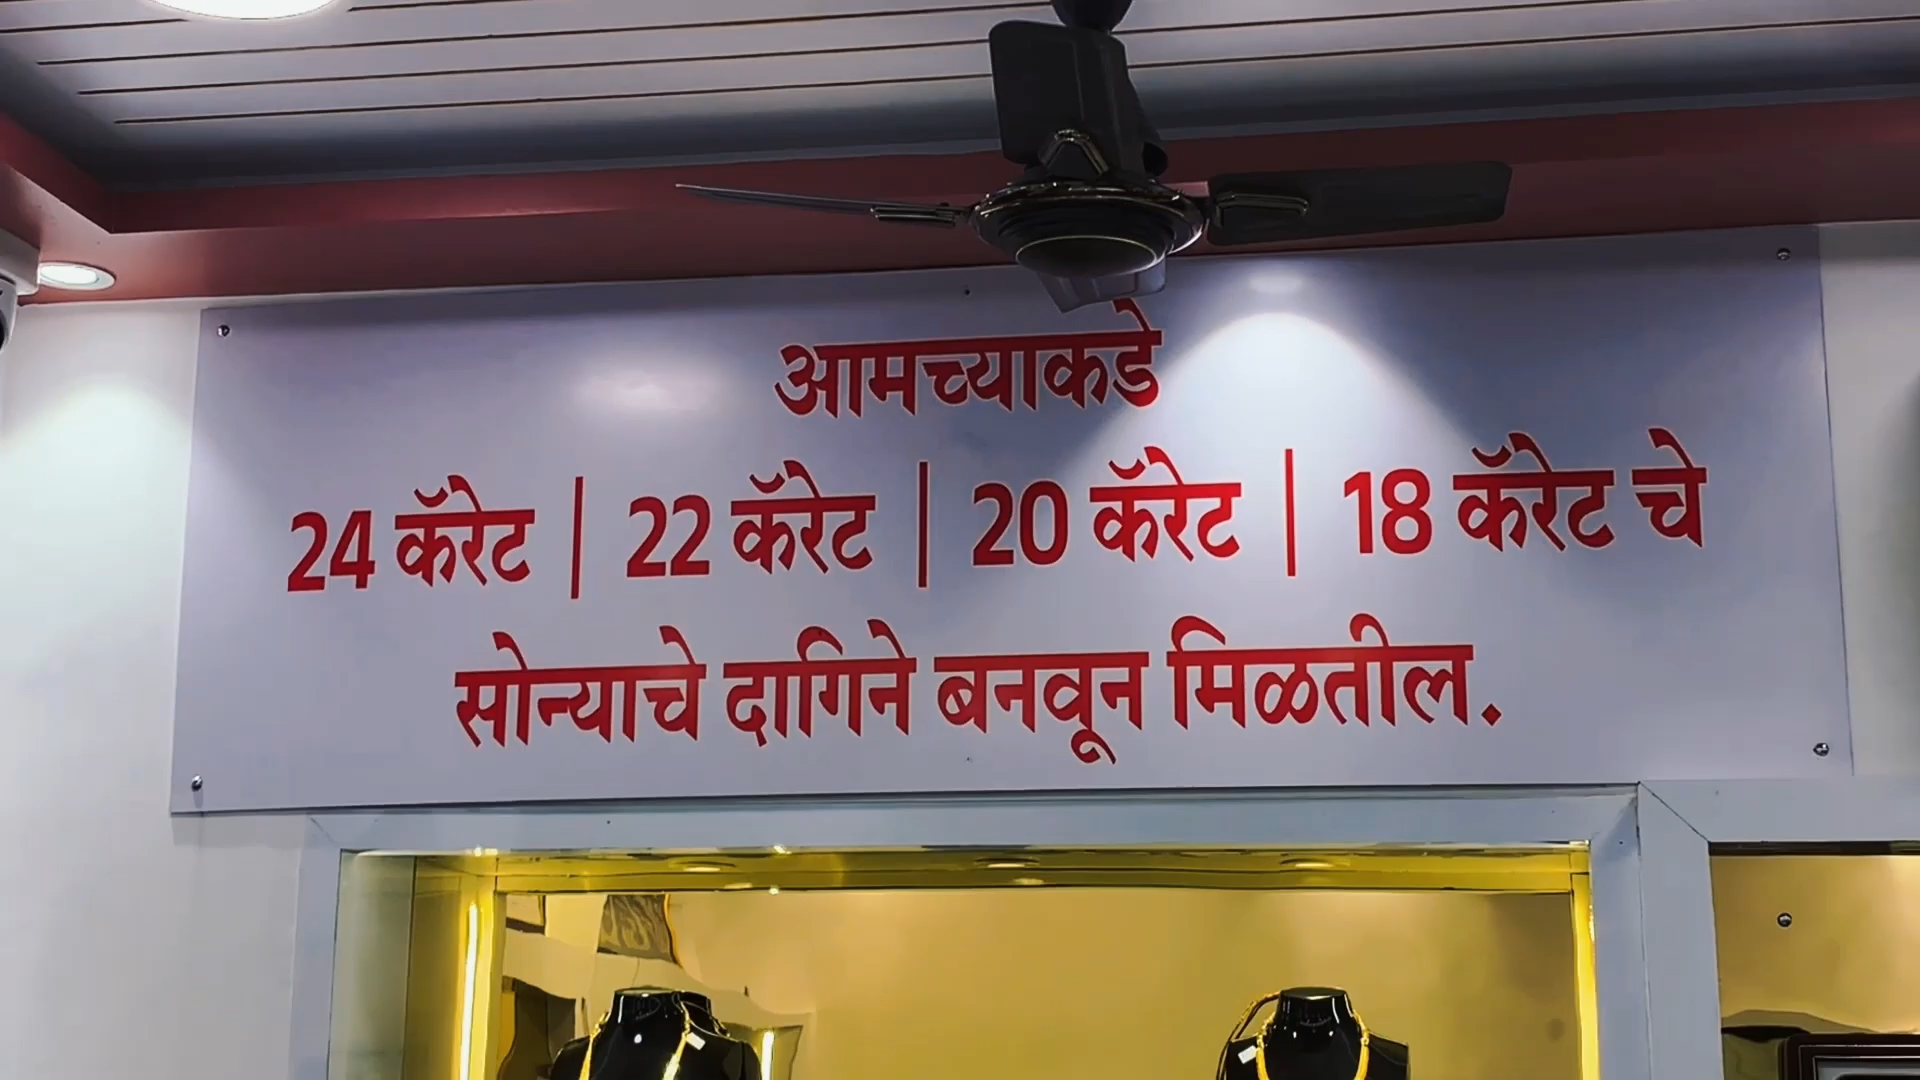 आमच्याकडे
24 कॅरेट | 22 कॅरेट | 20 कॅरेट | 18 कॅरेट चे
सोन्याचे दागिने बनवून मिळतील.